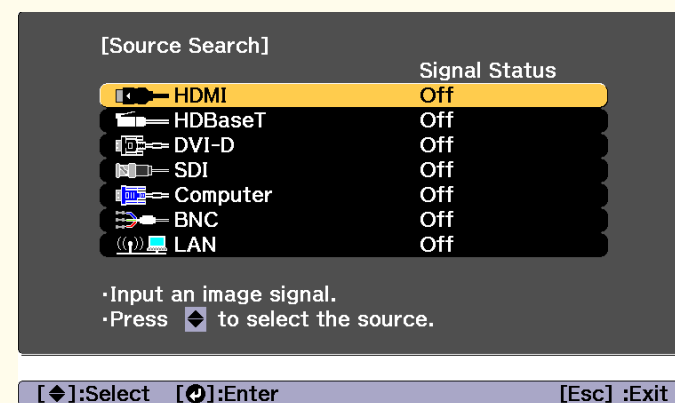 [Source Search]
Signal Status
HDMI Off
HDBaseT Off
DVI-D Off
SDI Off
Computer Off
BNC Off
LAN Off
·Input an image signal.
·Press to select the source.
[]:Select []:Enter [Esc] :Exit